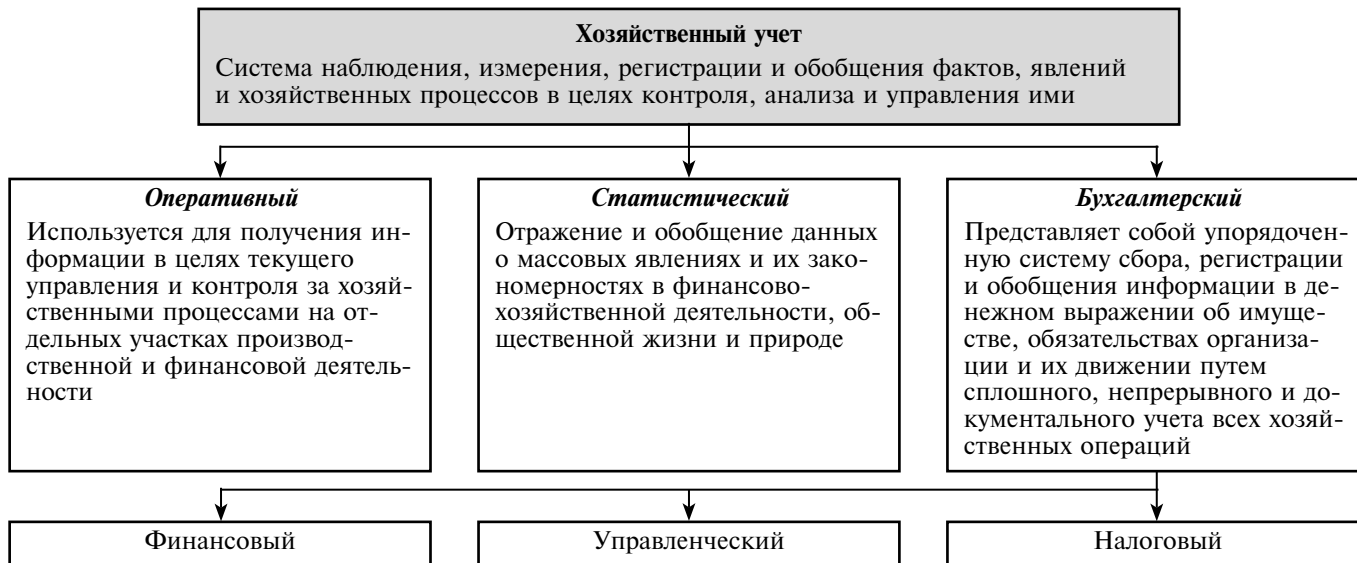 Хозяйственный учет
Система наблюдения, измерения, регистрации и обобщения фактов, явлений
и хозяйственных процессов в целях контроля, анализа и управления ими
Оперативный
Используется для получения ин-
формации в целях текущего
управления и контроля за хозяй-
ственными процессами на от-
дельных участках производ-
ственной и финансовой деятель-
ности
Статистический
Отражение и обобщение данных
о массовых явлениях и их зако-
номерностях в финансово-
хозяйственной деятельности, об-
щественной жизни и природе
Бухгалтерский
Представляет собой упорядочен-
ную систему сбора, регистрации
и обобщения информации в де-
нежном выражении об имуще-
стве, обязательствах организа-
ции и их движении путем
сплошного, непрерывного и до-
кументального учета всех хозяй-
ственных операций
Финансовый
Управленческий
Налоговый